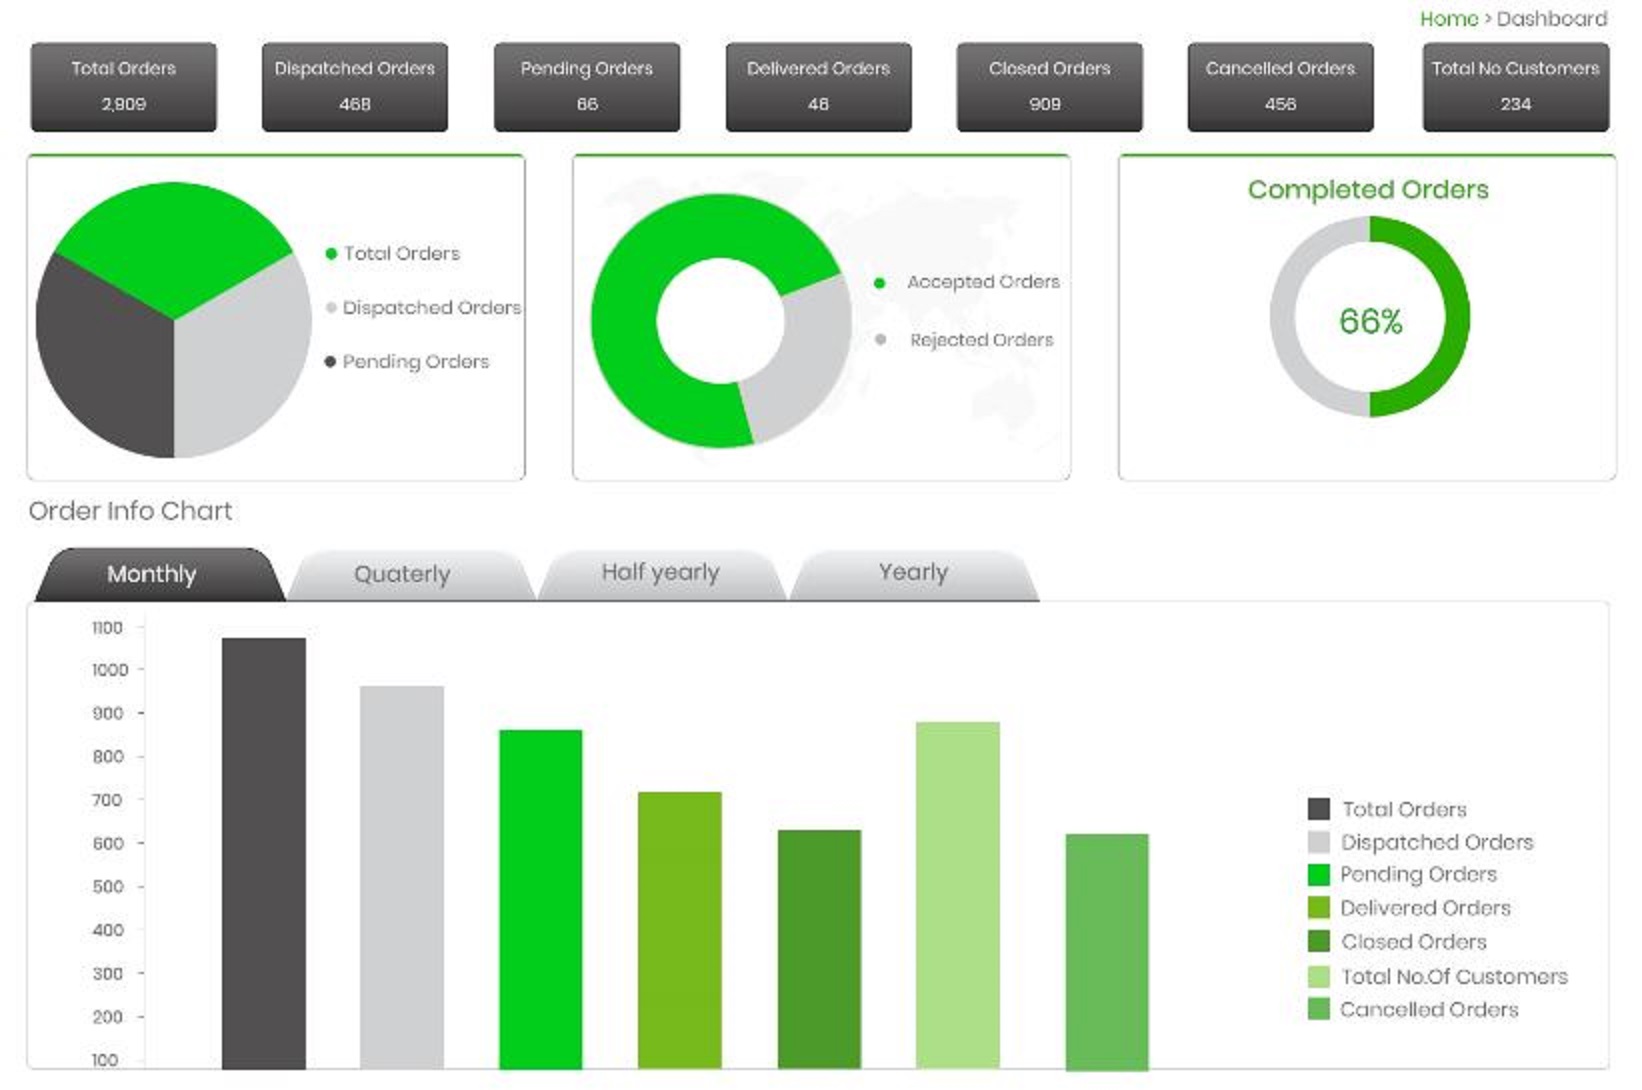 Home > Dashboard
Total Orders
2,909
Dispatched Orders
468
Pending Orders
66
Delivered Orders
46
Closed Orders
909
Cancelled Orders
456
Total No Customers
234
Total Orders
Dispatched Orders
Pending Orders
Accepted Orders
Rejected Orders
Completed Orders
66%
Order Info Chart
Monthly
Quaterly
Half yearly
Yearly
1100
1000
900
800
700
600
500
400
300
200
100
Total Orders
Dispatched Orders
Pending Orders
Delivered Orders
Closed Orders
Total No.Of Customers
Cancelled Orders